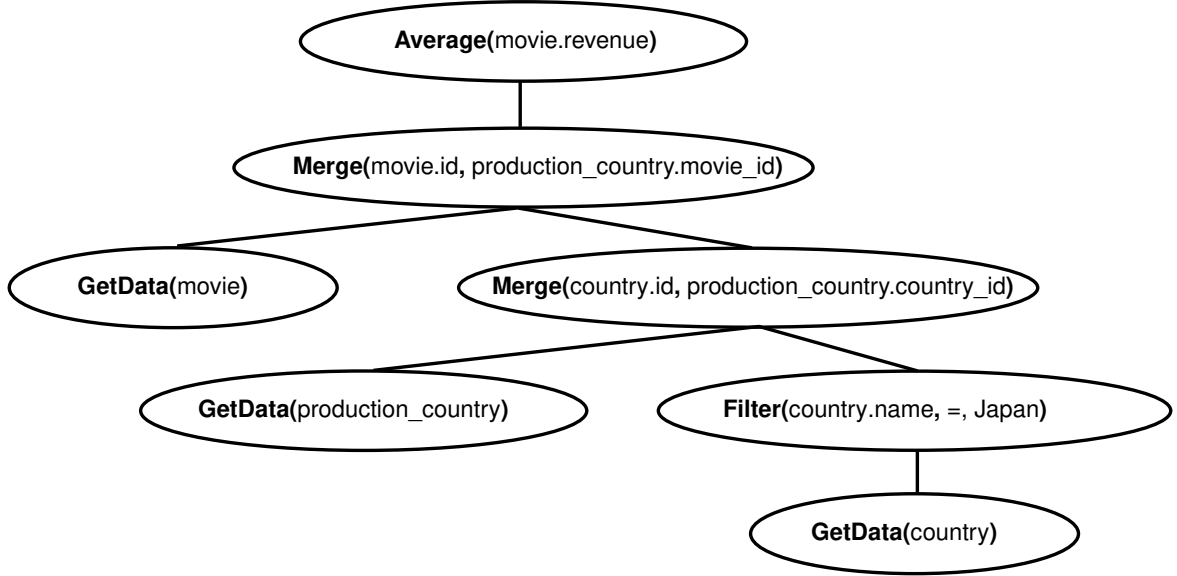 Average(movie.revenue)
Merge(movie.id, production_country.movie_id)
GetData(movie)
Merge(country.id, production_country.country_id)
GetData(production_country)
Filter(country.name, =, Japan)
GetData(country)